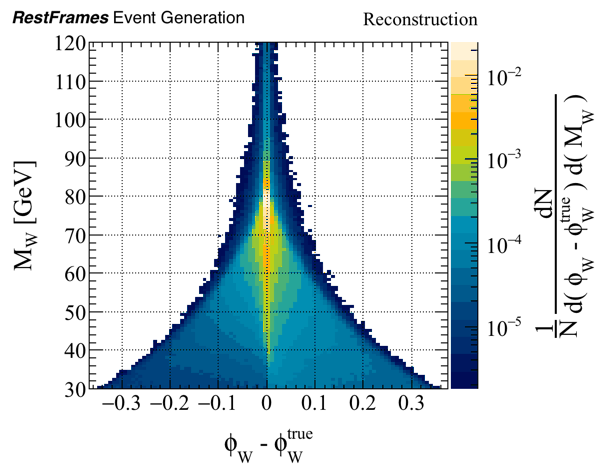 RestFrames Event Generation
Reconstruction
120
110
100
90
80
70
60
50
40
30
M_W [GeV]
−0.3 −0.2 −0.1 0 0.1 0.2 0.3
ϕ_W - ϕ_W^true
10^−2
10^−3
10^−4
10^−5
1/N dN / d( ϕ_W - ϕ_W^true ) d( M_W )